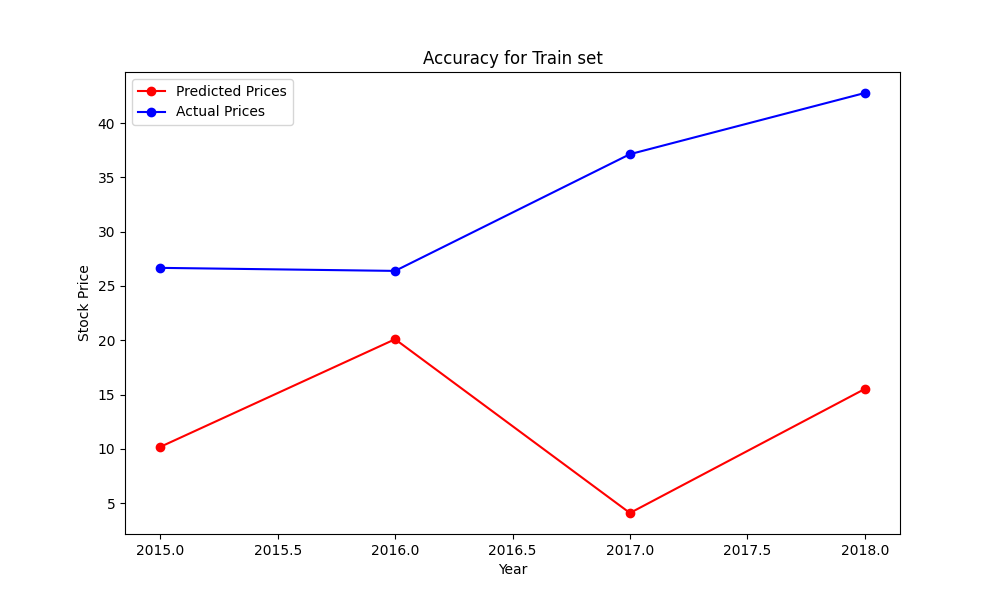 Accuracy for Train set
Predicted Prices
Actual Prices
40
35
30
25
20
15
10
5
Stock Price
2015.0 2015.5 2016.0 2016.5 2017.0 2017.5 2018.0
Year